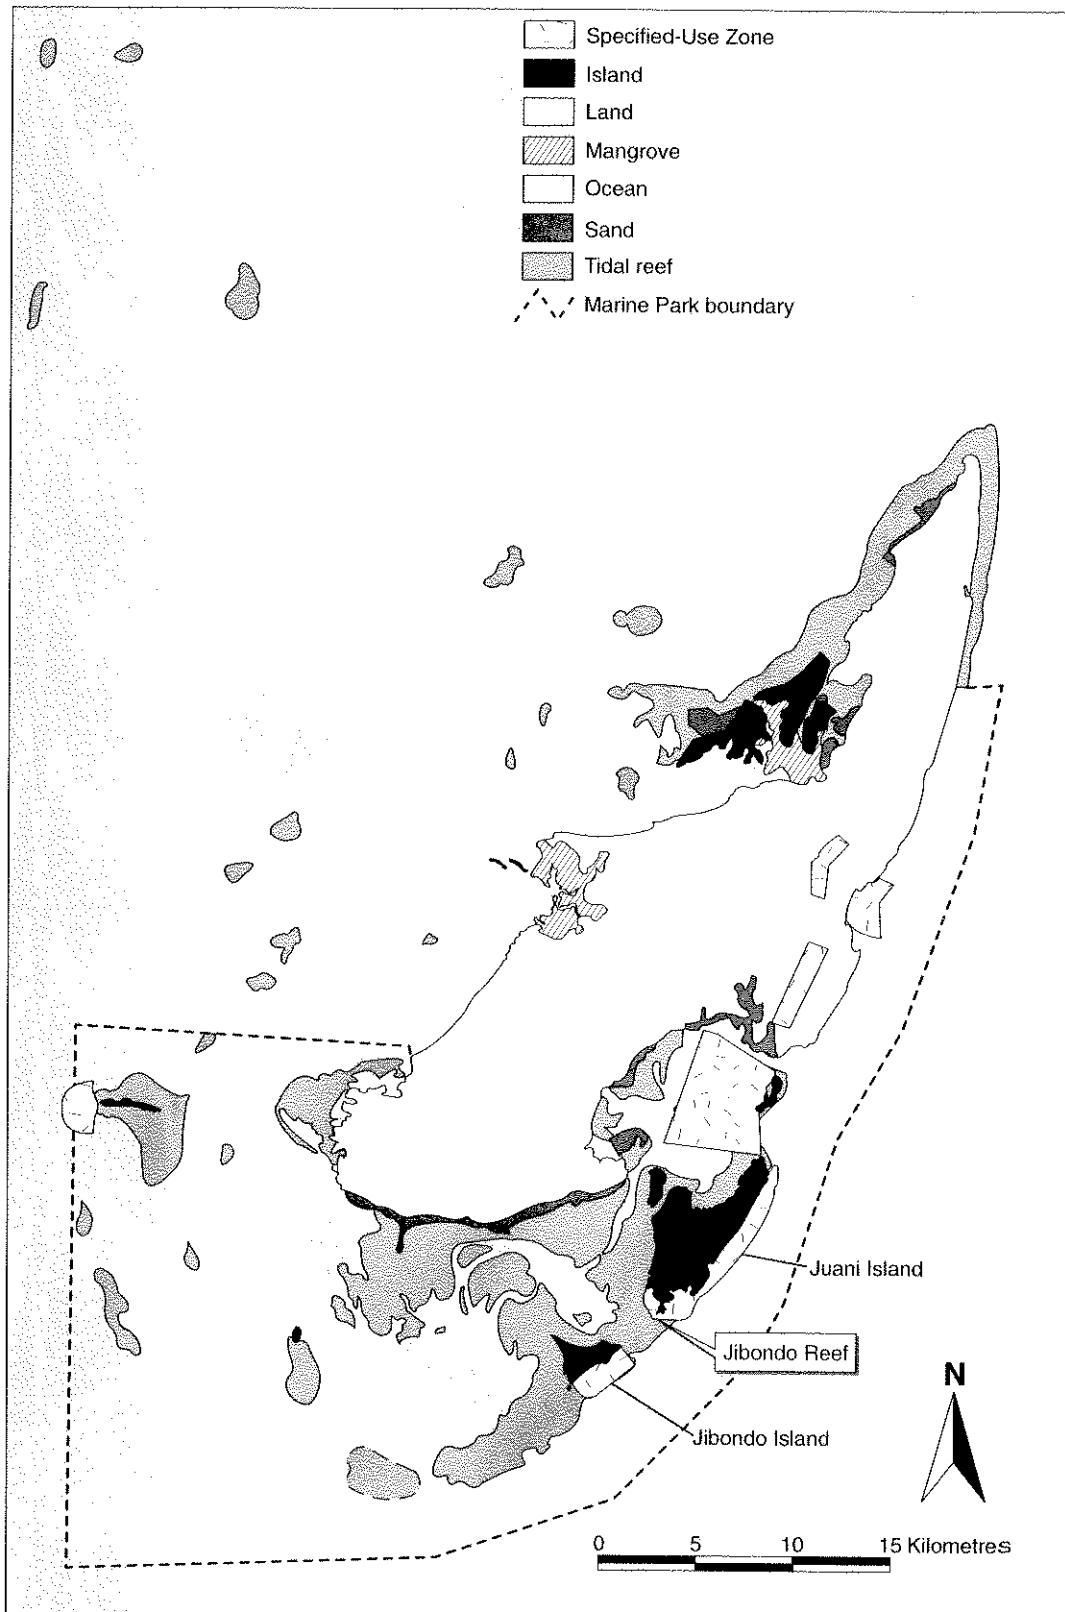 Specified-Use Zone
Island
Land
Mangrove
Ocean
Sand
Tidal reef
Marine Park boundary
Juani Island
Jibondo Reef
N
Jibondo Island
0 5 10 15 Kilometres